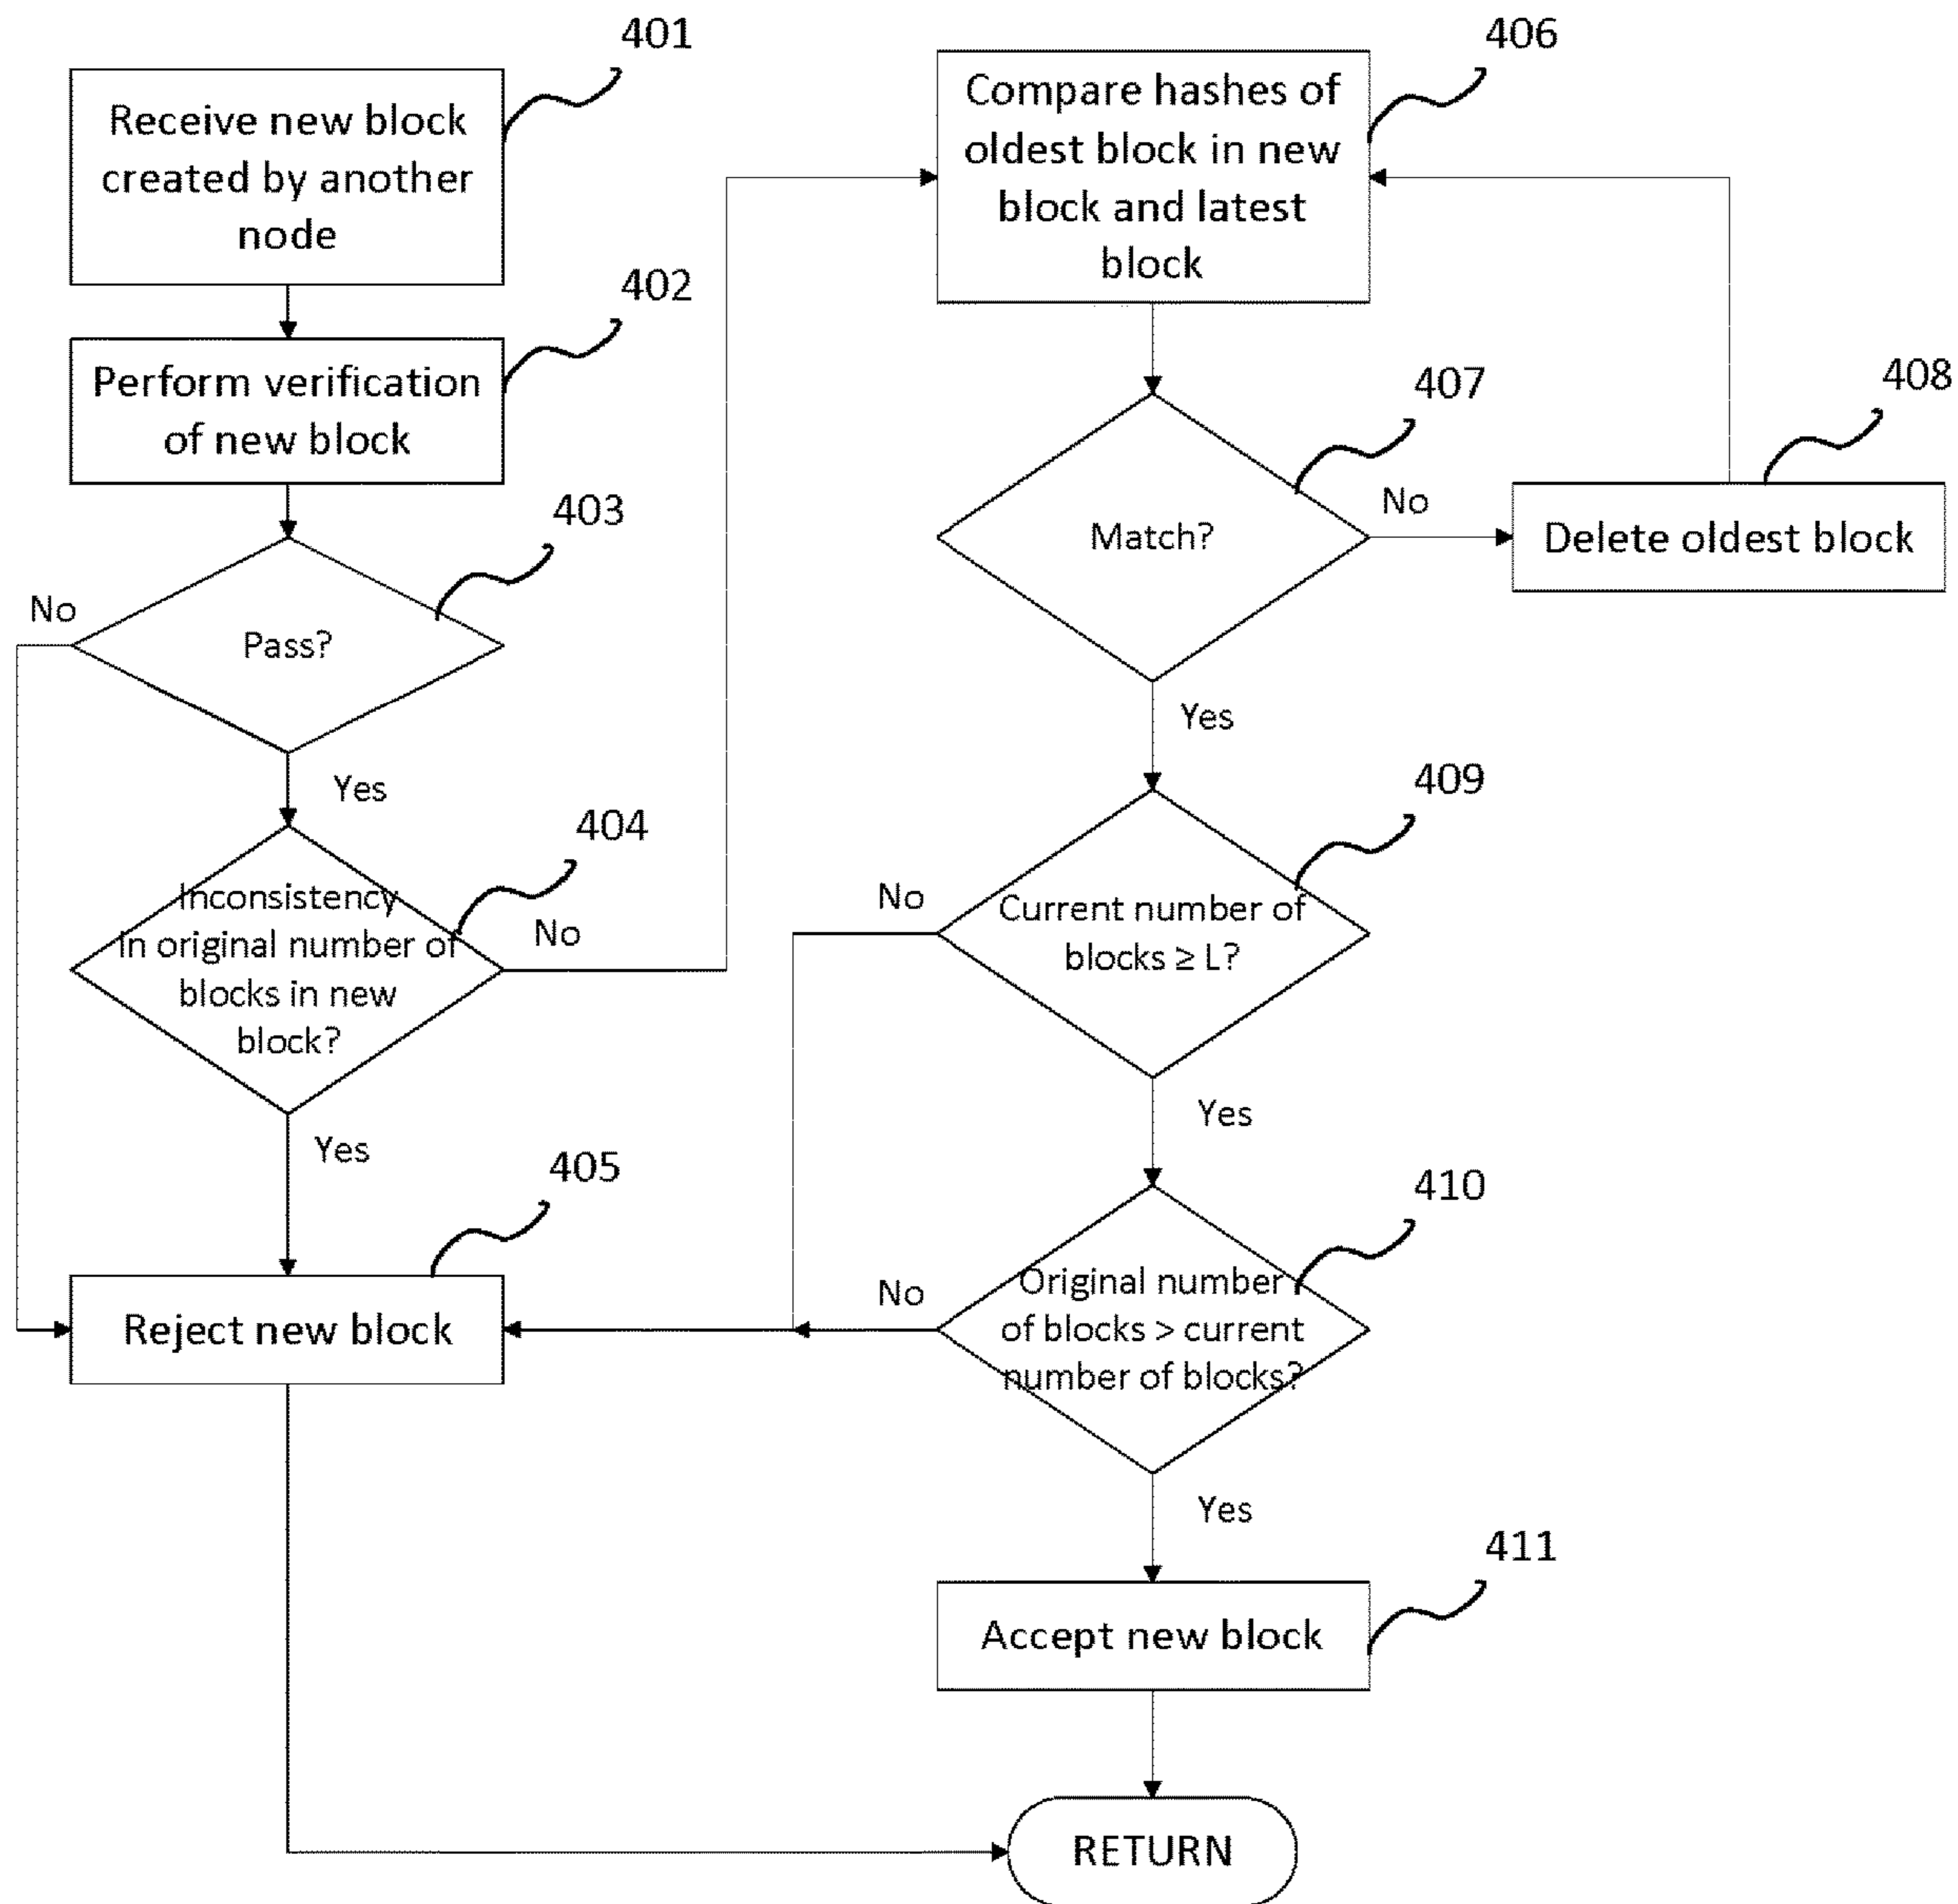 401
Receive new block
created by another
node
402
Perform verification
of new block
403
No
Pass?
Yes
404
Inconsistency
In original number of
blocks in new
block?
No
Yes
405
Reject new block
406
Compare hashes of
oldest block in new
block and latest
block
407
Match?
No
408
Delete oldest block
Yes
409
No
Current number of
blocks ≥ L?
Yes
410
No
Original number
of blocks > current
number of blocks?
Yes
411
Accept new block
RETURN